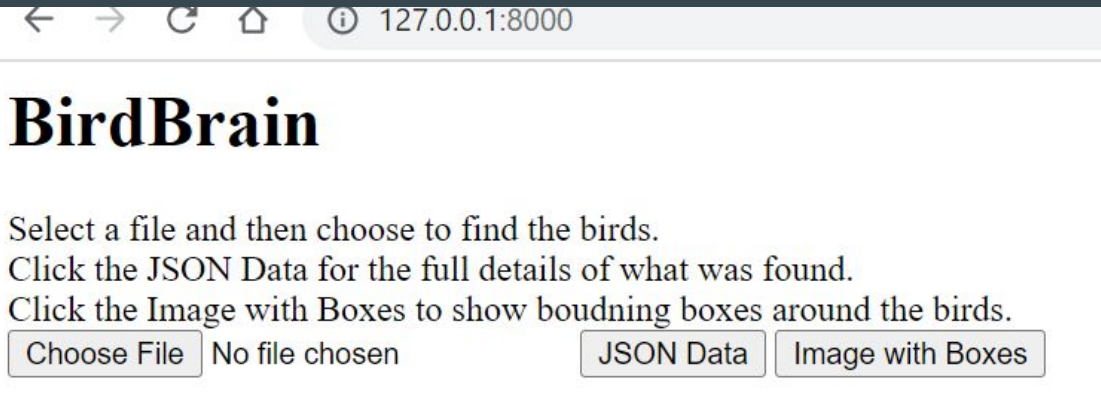 127.0.0.1:8000
BirdBrain
Select a file and then choose to find the birds.
Click the JSON Data for the full details of what was found.
Click the Image with Boxes to show boudning boxes around the birds.
Choose File No file chosen JSON Data Image with Boxes